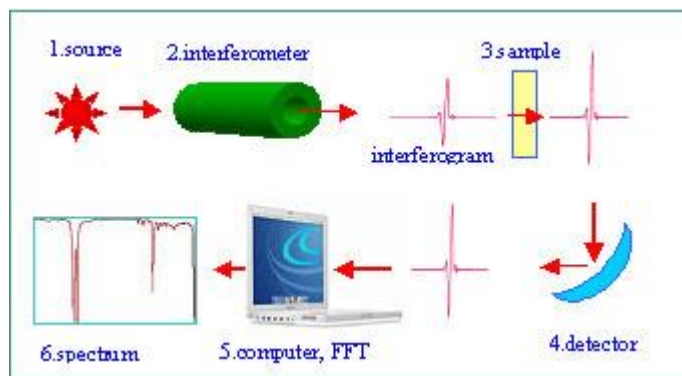 1.source
2.interferometer
3.sample
interferogram
4.detector
5.computer, FFT
6.spectrum